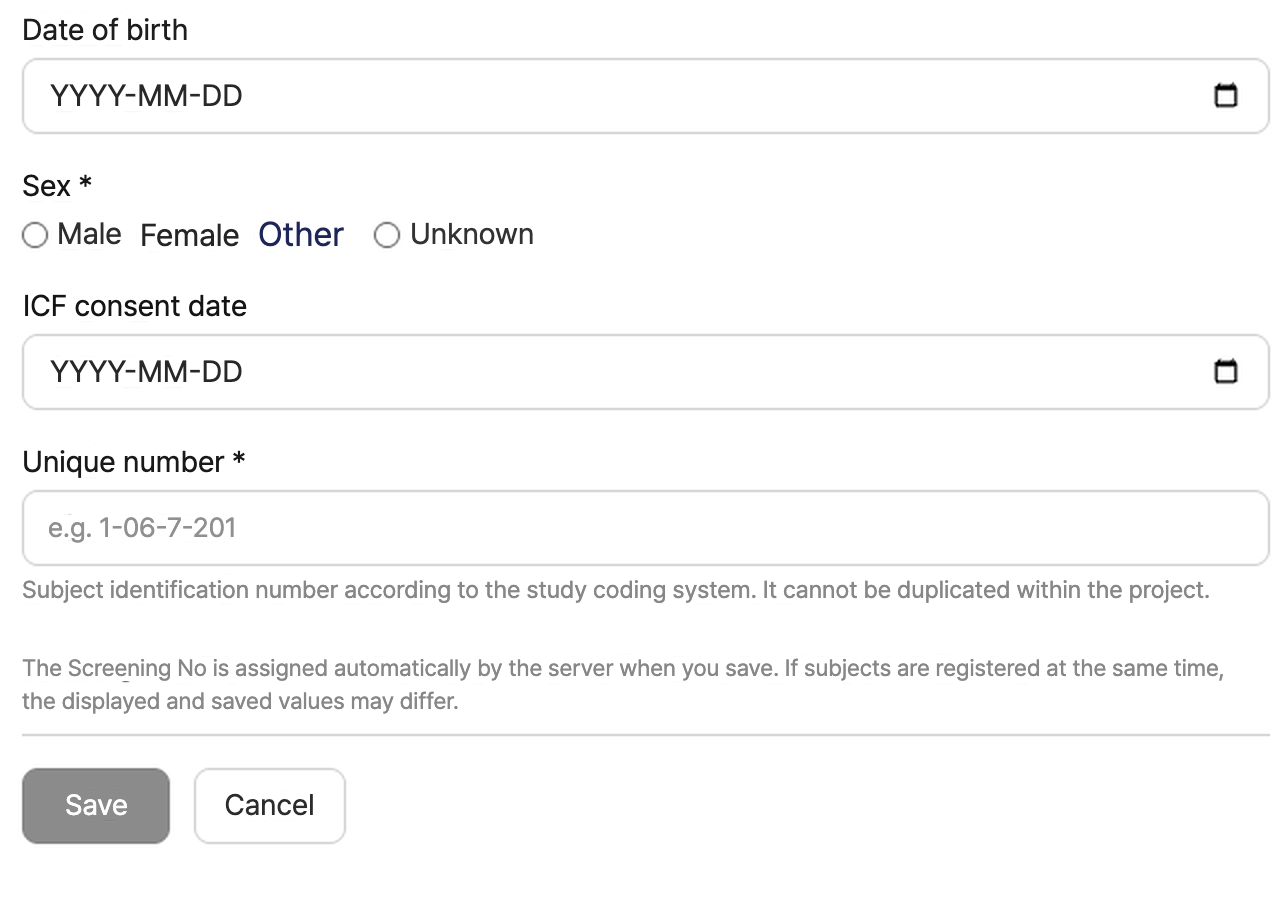 Date of birth
YYYY-MM-DD
Sex *
Male Female Other Unknown
ICF consent date
YYYY-MM-DD
Unique number *
e.g. 1-06-7-201
Subject identification number according to the study coding system. It cannot be duplicated within the project.
The Screening No is assigned automatically by the server when you save. If subjects are registered at the same time,
the displayed and saved values may differ.
Save Cancel